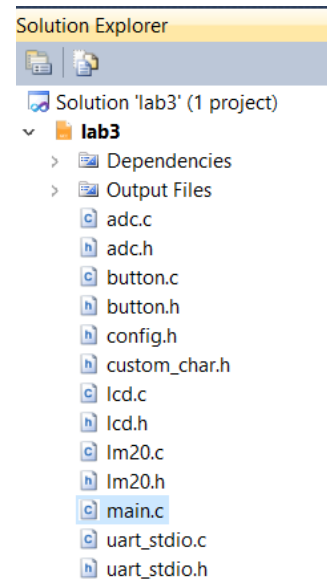 Solution Explorer
Solution 'lab3' (1 project)
lab3
Dependencies
Output Files
adc.c
adc.h
button.c
button.h
config.h
custom_char.h
lcd.c
lcd.h
lm20.c
lm20.h
main.c
uart_stdio.c
uart_stdio.h